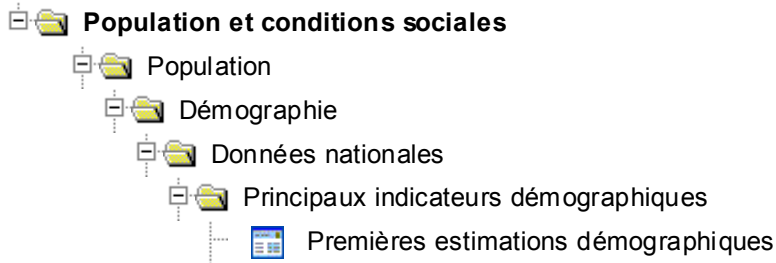 Population et conditions sociales
Population
Démographie
Données nationales
Principaux indicateurs démographiques
Premières estimations démographiques